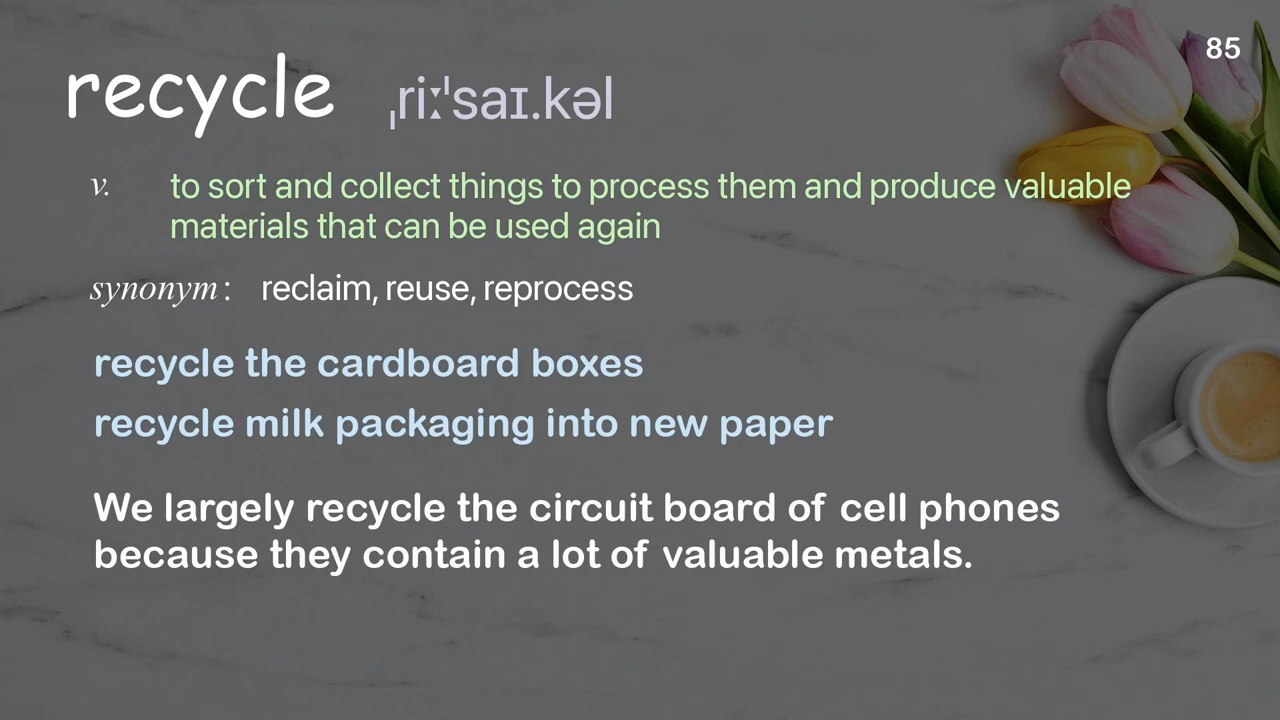 85
recycle ˌriːˈsaɪ.kəl
v. to sort and collect things to process them and produce valuable
materials that can be used again
synonym: reclaim, reuse, reprocess
recycle the cardboard boxes
recycle milk packaging into new paper
We largely recycle the circuit board of cell phones
because they contain a lot of valuable metals.